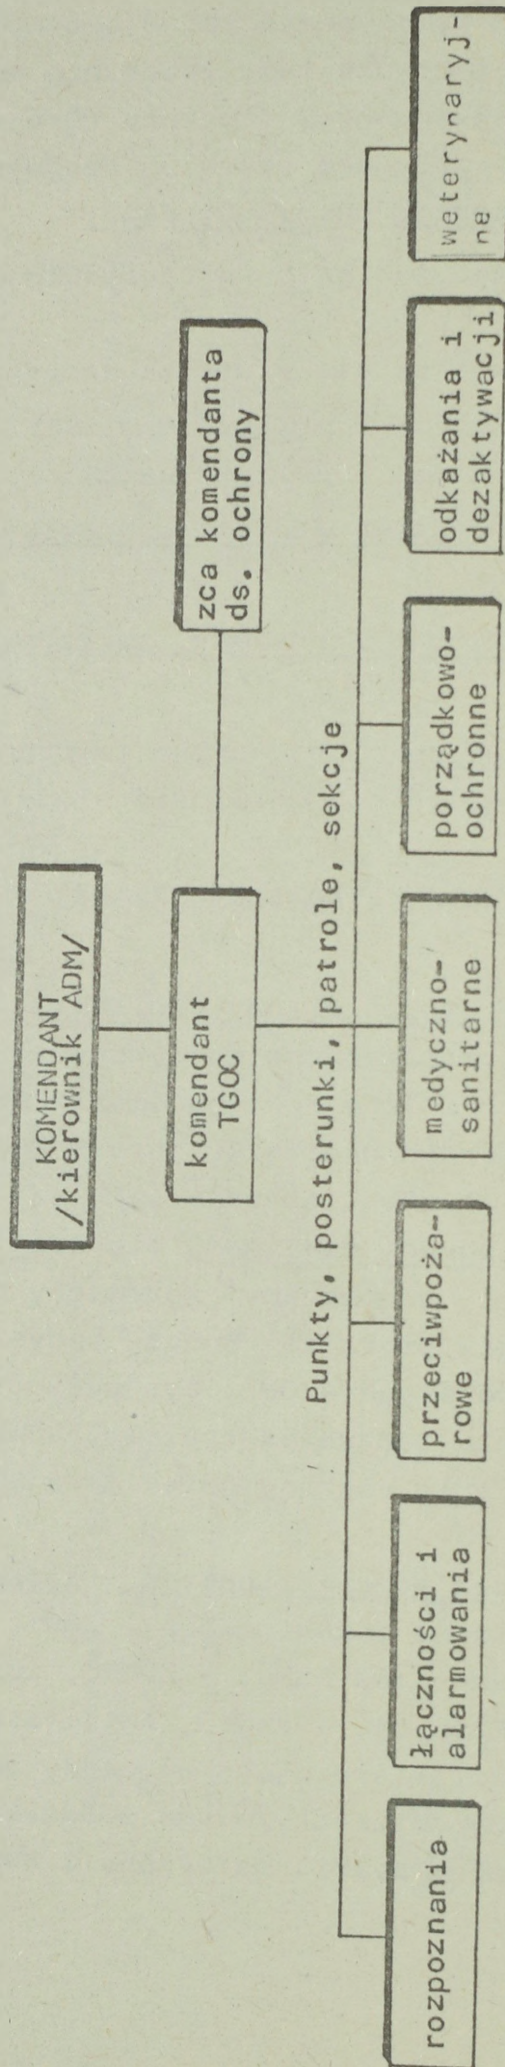 KOMENDANT
/kierownik ADM/
komendant
TGOC
zca komendanta
ds. ochrony
Punkty, posterunki, patrole, sekcje
rozpoznania
łączności i
alarmowania
przeciwpoża-
rowe
medyczno-
sanitarne
porządkowo-
ochronne
odkażania i
dezaktywacji
weterynaryj-
ne